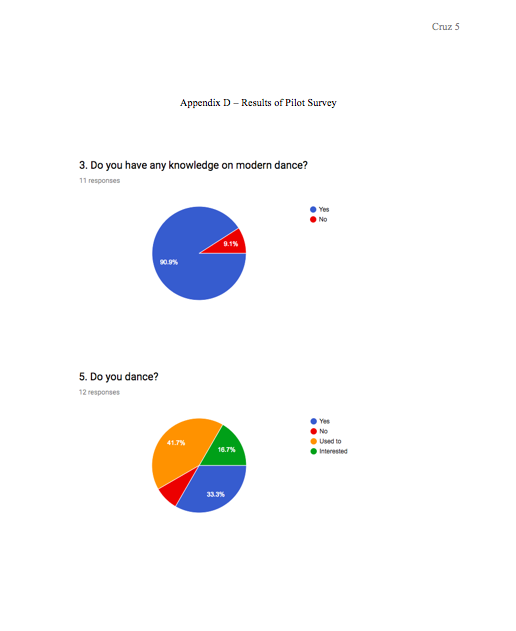 Cruz 5
Appendix D – Results of Pilot Survey
3. Do you have any knowledge on modern dance?
11 responses
Yes
No
9.1%
90.9%
5. Do you dance?
12 responses
Yes
No
Used to
Interested
41.7%
16.7%
33.3%